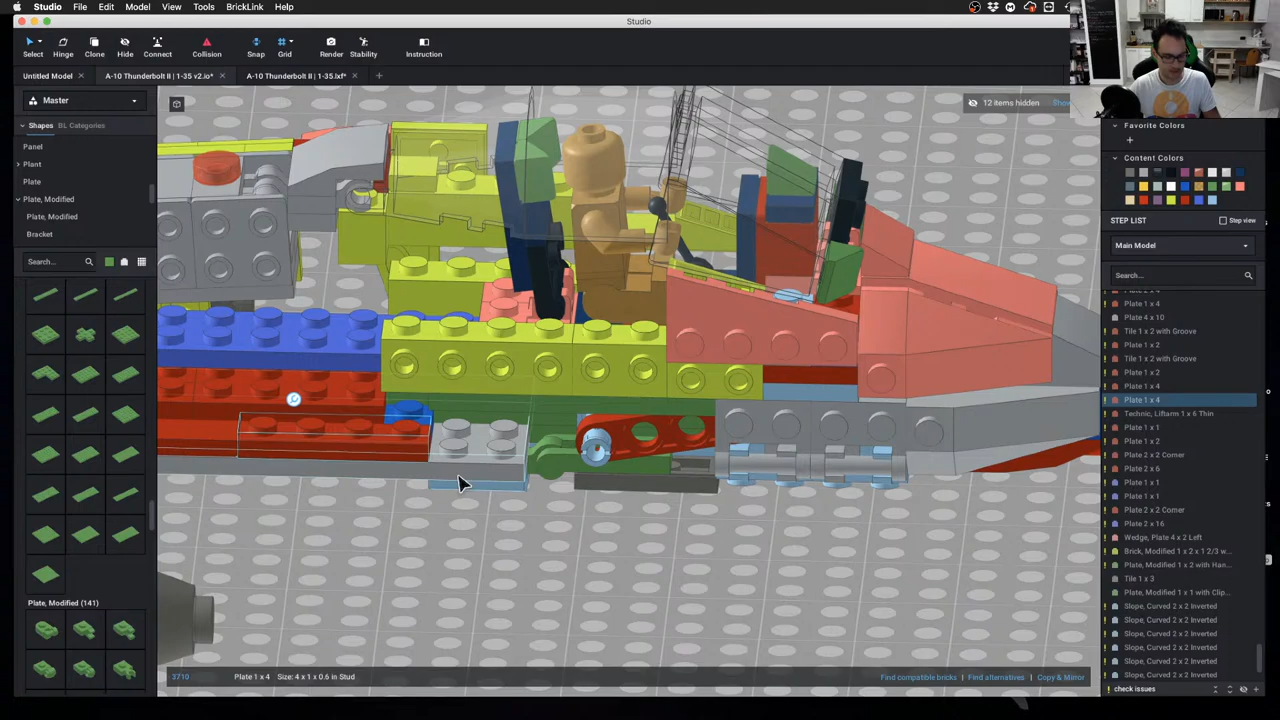 Studio File Edit Model View Tools BrickLink Help
Studio
Select Hinge Clone Hide Connect Collision Snap Grid Render Stability Instruction
Untitled Model A-10 Thunderbolt II | 1-35 v2.io* A-10 Thunderbolt II | 1-35.lxf*
Master
Shapes BL Categories
Panel
Plant
Plate
Plate, Modified
Plate, Modified
Bracket
Search...
Plate, Modified (141)
12 items hidden
3710 Plate 1 x 4 Size: 4 x 1 x 0.6 in Stud
Find compatible bricks | Find alternatives | Copy & Mirror
Favorite Colors
Content Colors
STEP LIST Step view
Main Model
Search...
Plate 1 x 4
Plate 4 x 10
Tile 1 x 2 with Groove
Plate 1 x 2
Tile 1 x 2 with Groove
Plate 1 x 2
Plate 1 x 4
Plate 1 x 4
Technic, Liftarm 1 x 6 Thin
Plate 1 x 1
Plate 1 x 2
Plate 2 x 2 Corner
Plate 2 x 6
Plate 1 x 1
Plate 1 x 1
Plate 2 x 2 Corner
Plate 2 x 16
Wedge, Plate 4 x 2 Left
Brick, Modified 1 x 2 x 1 2/3 w...
Plate, Modified 1 x 2 with Han...
Tile 1 x 3
Plate, Modified 1 x 1 with Clip...
Slope, Curved 2 x 2 Inverted
Slope, Curved 2 x 2 Inverted
Slope, Curved 2 x 2 Inverted
Slope, Curved 2 x 2 Inverted
Slope, Curved 2 x 2 Inverted
Slope, Curved 2 x 2 Inverted
check issues